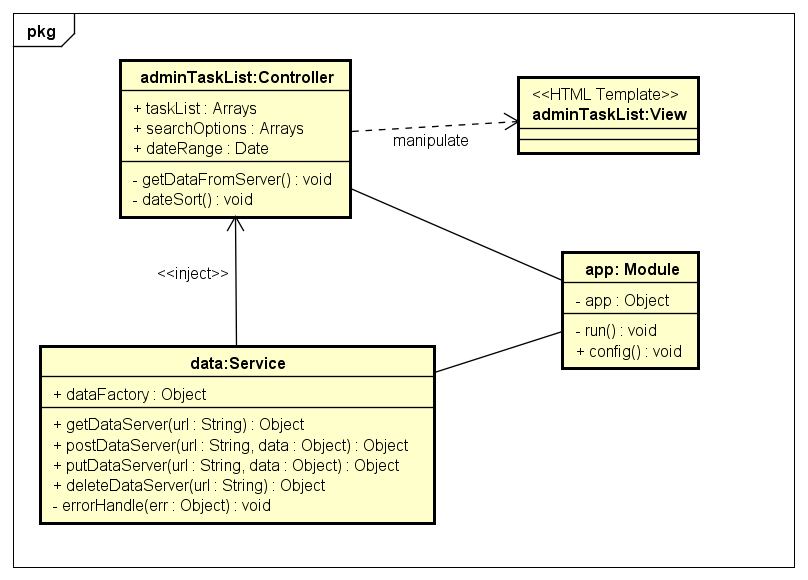 pkg
adminTaskList:Controller
+ taskList : Arrays
+ searchOptions : Arrays
+ dateRange : Date
- getDataFromServer() : void
- dateSort() : void
<<HTML Template>>
adminTaskList:View
manipulate
<<inject>>
app: Module
- app : Object
- run() : void
+ config() : void
data:Service
+ dataFactory : Object
+ getDataServer(url : String) : Object
+ postDataServer(url : String, data : Object) : Object
+ putDataServer(url : String, data : Object) : Object
+ deleteDataServer(url : String) : Object
- errorHandle(err : Object) : void